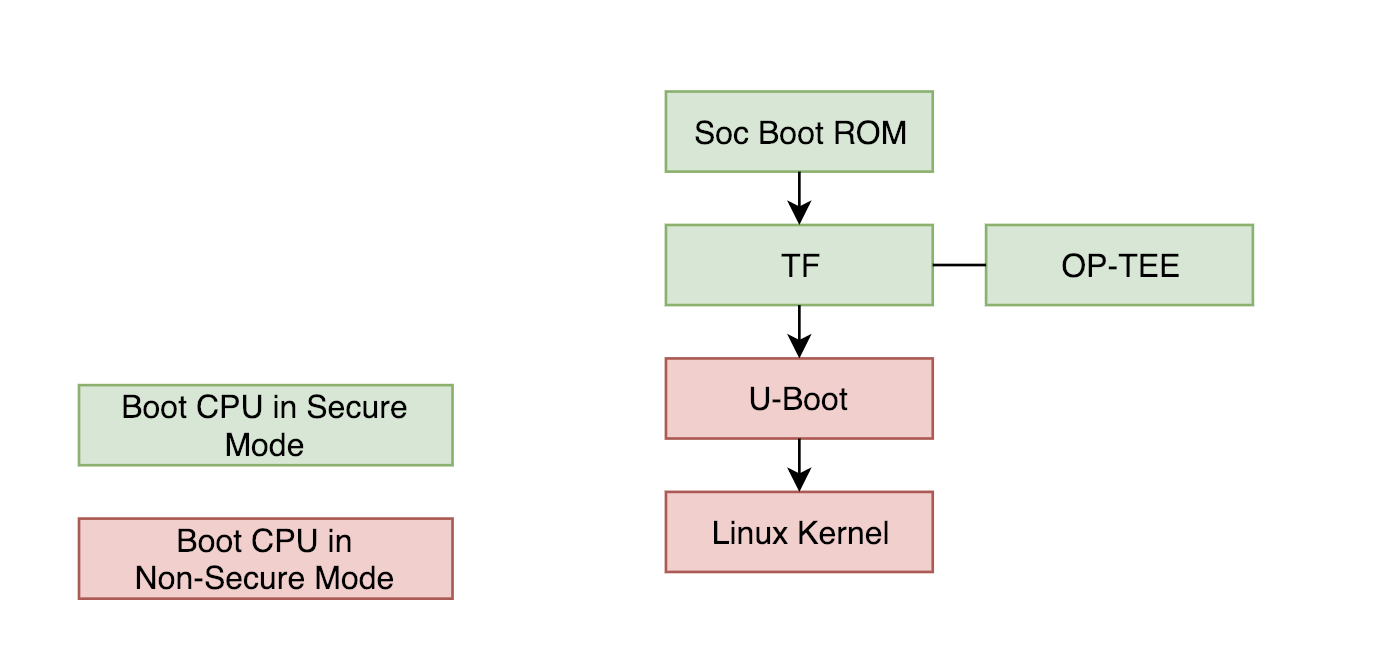 Soc Boot ROM
TF
OP-TEE
U-Boot
Linux Kernel
Boot CPU in Secure
Mode
Boot CPU in
Non-Secure Mode